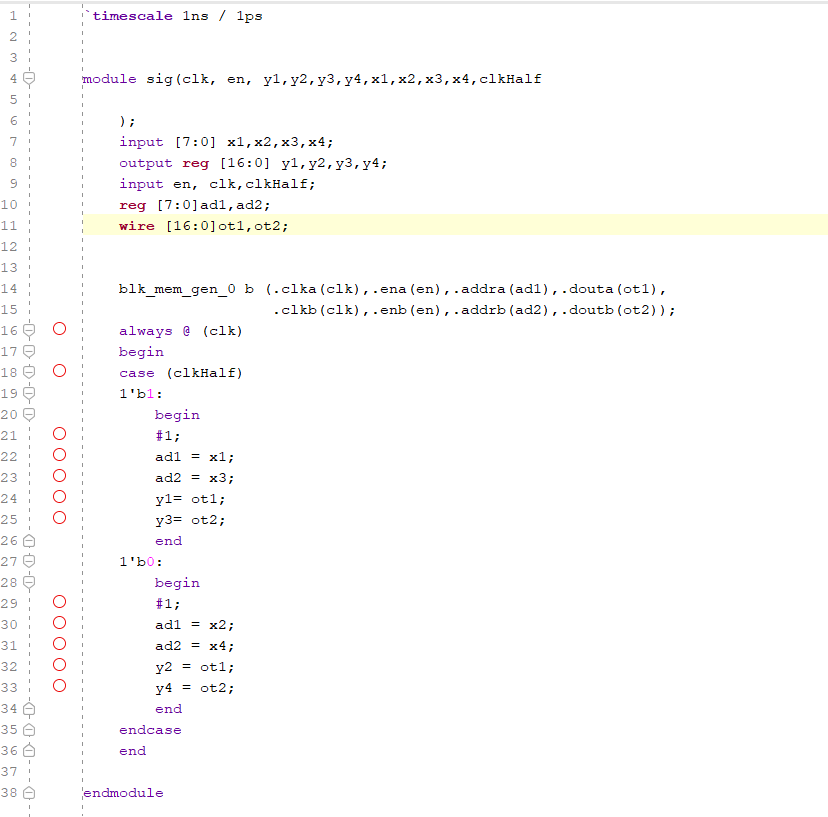 1 `timescale 1ns / 1ps
2
3
4 module sig(clk, en, y1,y2,y3,y4,x1,x2,x3,x4,clkHalf
5
6 );
7 input [7:0] x1,x2,x3,x4;
8 output reg [16:0] y1,y2,y3,y4;
9 input en, clk,clkHalf;
10 reg [7:0]ad1,ad2;
11 wire [16:0]ot1,ot2;
12
13
14 blk_mem_gen_0 b (.clka(clk),.ena(en),.addra(ad1),.douta(ot1),
15 .clkb(clk),.enb(en),.addrb(ad2),.doutb(ot2));
16 always @ (clk)
17 begin
18 case (clkHalf)
19 1'b1:
20 begin
21 #1;
22 ad1 = x1;
23 ad2 = x3;
24 y1= ot1;
25 y3= ot2;
26 end
27 1'b0:
28 begin
29 #1;
30 ad1 = x2;
31 ad2 = x4;
32 y2 = ot1;
33 y4 = ot2;
34 end
35 endcase
36 end
37
38 endmodule